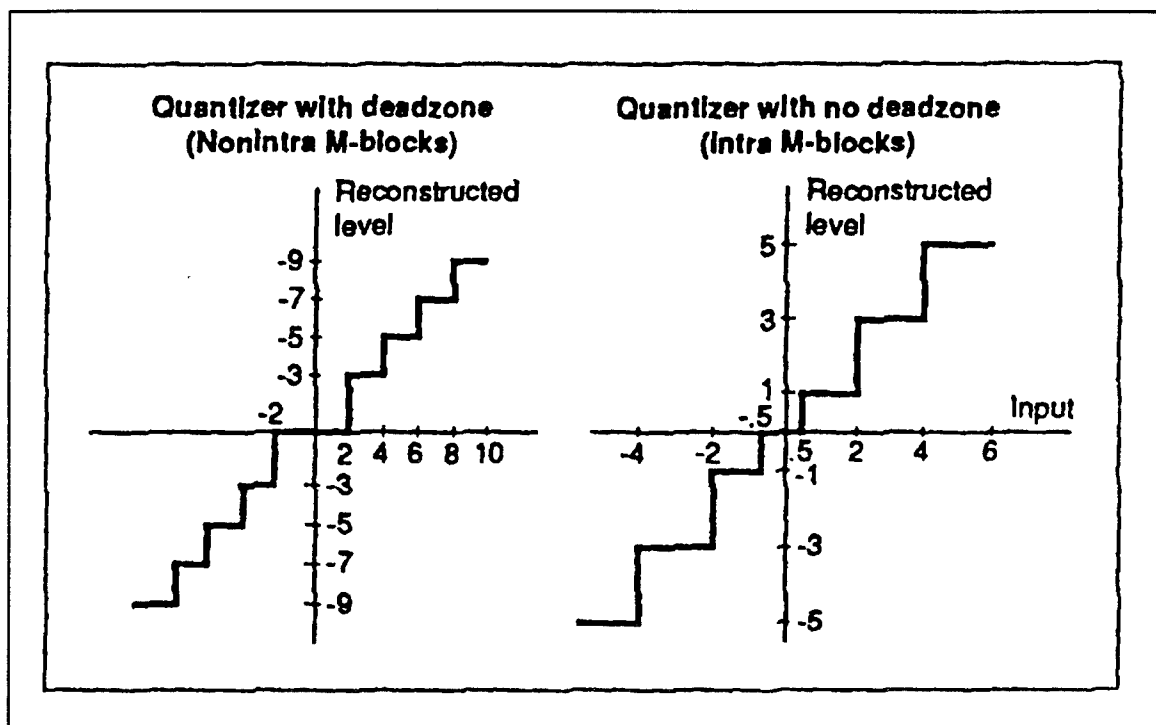 Quantizer with deadzone
(Nonintra M-blocks)
Reconstructed
level
-9
-7
-5
-3
-2
2 4 6 8 10
-3
-5
-7
-9
Quantizer with no deadzone
(intra M-blocks)
Reconstructed
level
5
3
1
-.5
Input
-4 -2 .5 2 4 6
-1
-3
-5